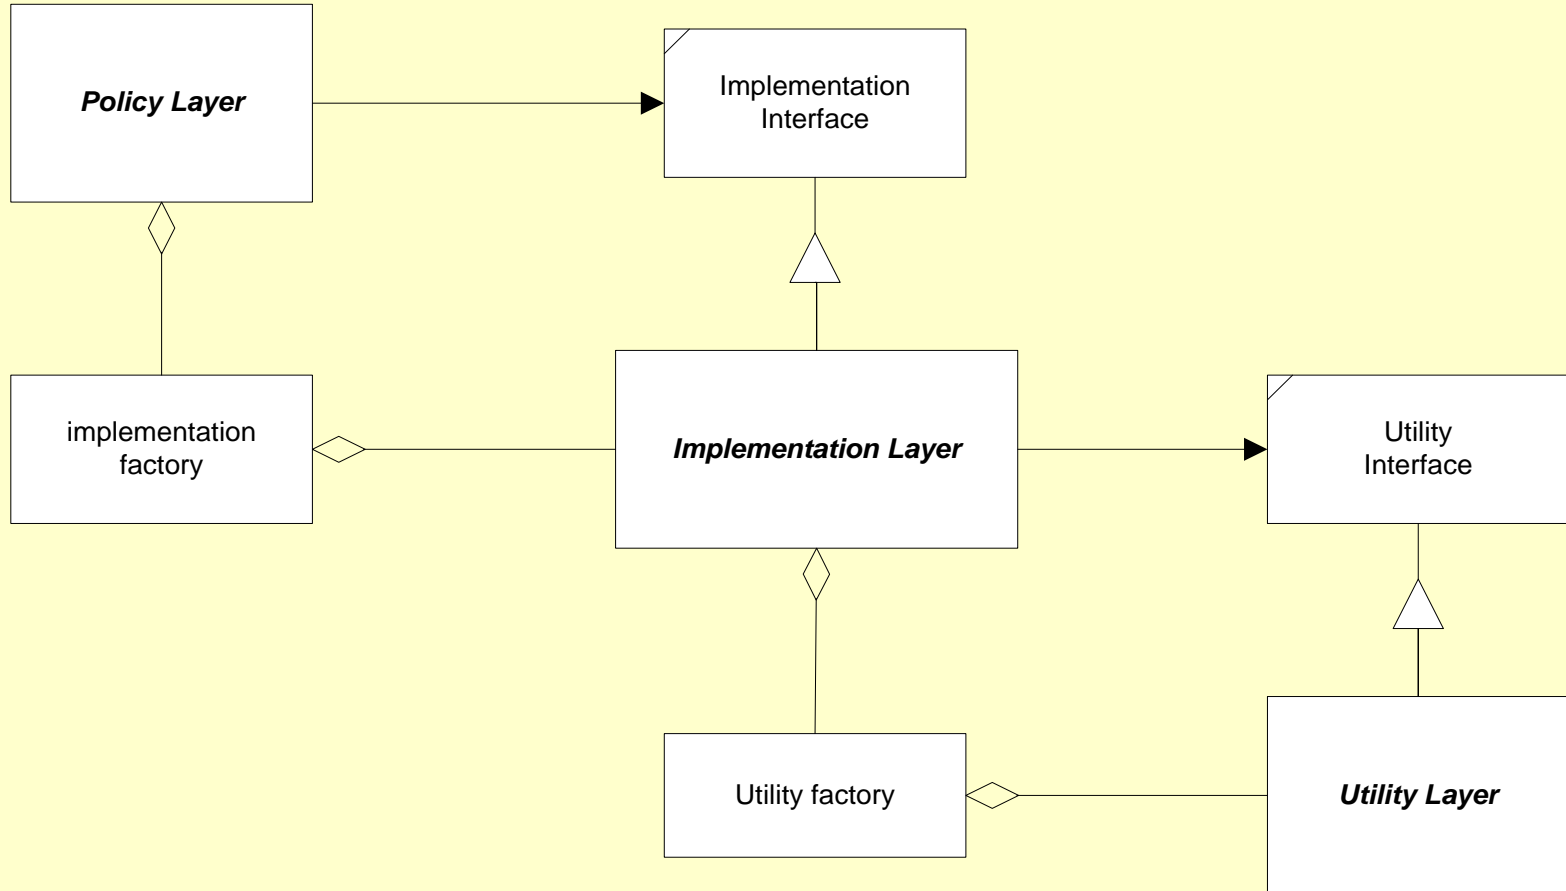 Policy Layer
Implementation
Interface
implementation
factory
Implementation Layer
Utility
Interface
Utility factory
Utility Layer